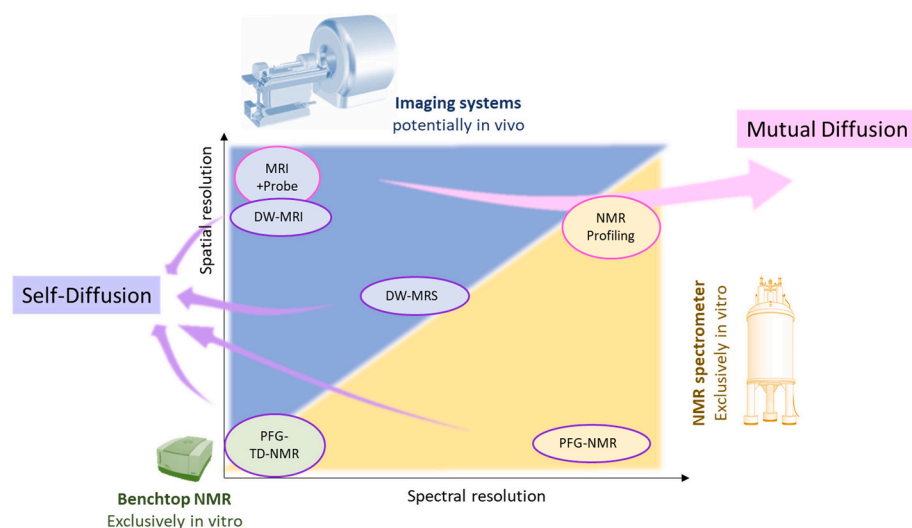 Imaging systems
potentially in vivo
Mutual Diffusion
MRI
+Probe
DW-MRI
NMR
Profiling
Spatial resolution
Self-Diffusion
DW-MRS
NMR spectrometer
Exclusively in vitro
PFG-
TD-NMR
PFG-NMR
Spectral resolution
Benchtop NMR
Exclusively in vitro